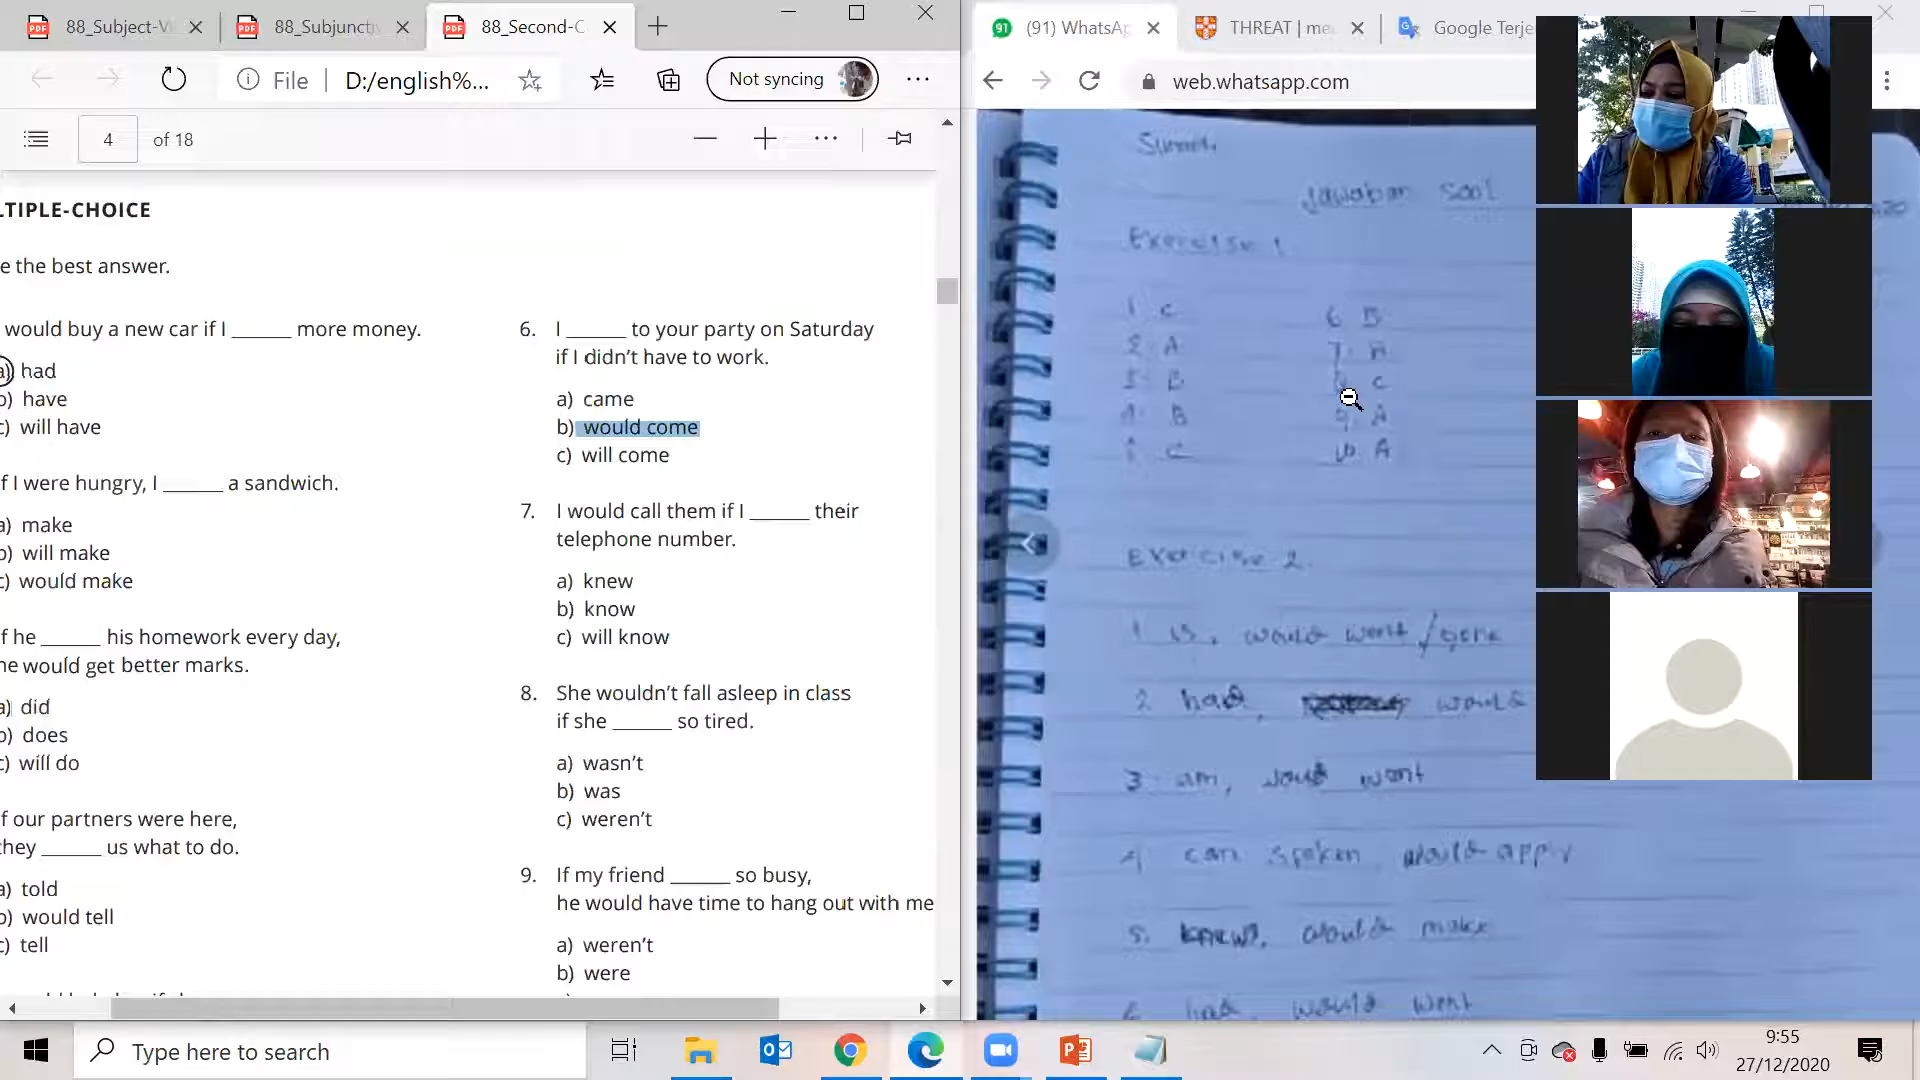 88_Subject-V
88_Subjunctiv
88_Second-C
(91) WhatsAp
THREAT | me
Google Terje
File
D:/english%...
Not syncing
web.whatsapp.com
4 of 18
LTIPLE-CHOICE
e the best answer.
would buy a new car if I ______ more money.
a) had
b) have
c) will have
f I were hungry, I ______ a sandwich.
a) make
b) will make
c) would make
f he ______ his homework every day,
he would get better marks.
a) did
b) does
c) will do
f our partners were here,
they ______ us what to do.
a) told
b) would tell
c) tell
6. I ______ to your party on Saturday
if I didn’t have to work.
a) came
b) would come
c) will come
7. I would call them if I ______ their
telephone number.
a) knew
b) know
c) will know
8. She wouldn’t fall asleep in class
if she ______ so tired.
a) wasn’t
b) was
c) weren’t
9. If my friend ______ so busy,
he would have time to hang out with me
a) weren’t
b) were
Jawaban Soal
Exercise 1
1 C
2 A
3 B
4 B
C
6 B
7 A
C
9 A
10 A
Exercise 2
1 is, would went / gone
2 had, would
3 am, would went
4 can spoken, would apply
5. would make
would went
Type here to search
9:55
27/12/2020